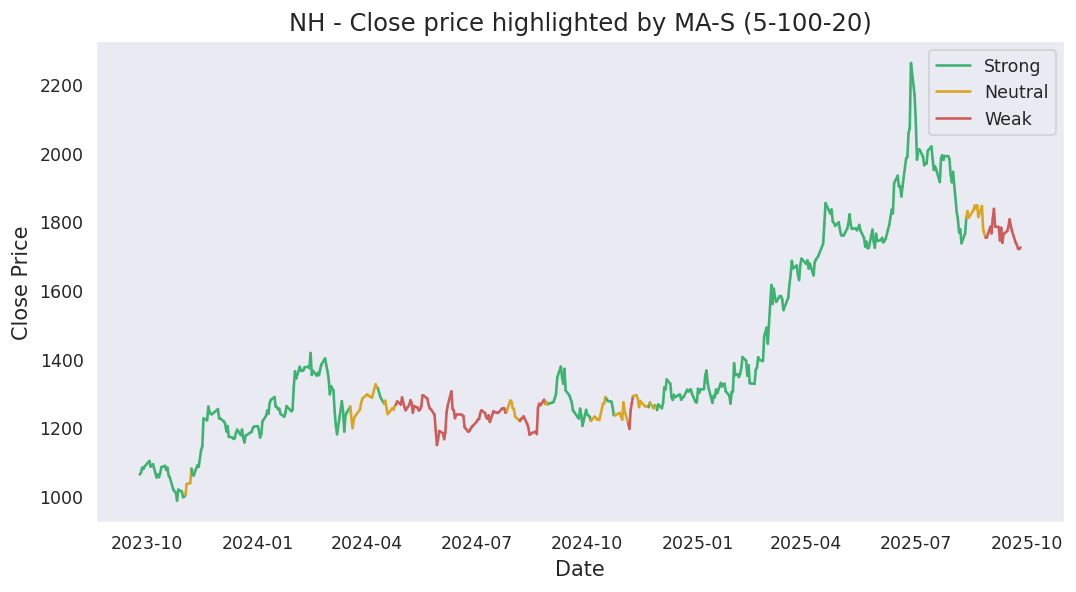 NH - Close price highlighted by MA-S (5-100-20)
Strong
Neutral
Weak
Close Price
2200
2000
1800
1600
1400
1200
1000
2023-10 2024-01 2024-04 2024-07 2024-10 2025-01 2025-04 2025-07 2025-10
Date